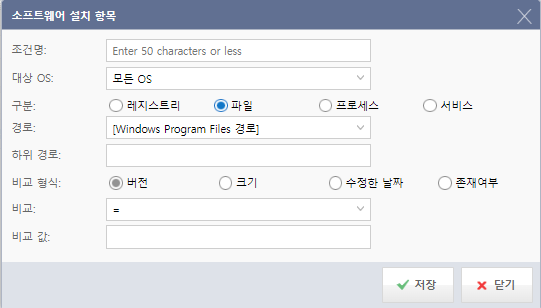 소프트웨어 설치 항목
조건명: Enter 50 characters or less
대상 OS: 모든 OS
구분: 레지스트리 파일 프로세스 서비스
경로: [Windows Program Files 경로]
하위 경로:
비교 형식: 버전 크기 수정한 날짜 존재여부
비교: =
비교 값:
저장 닫기